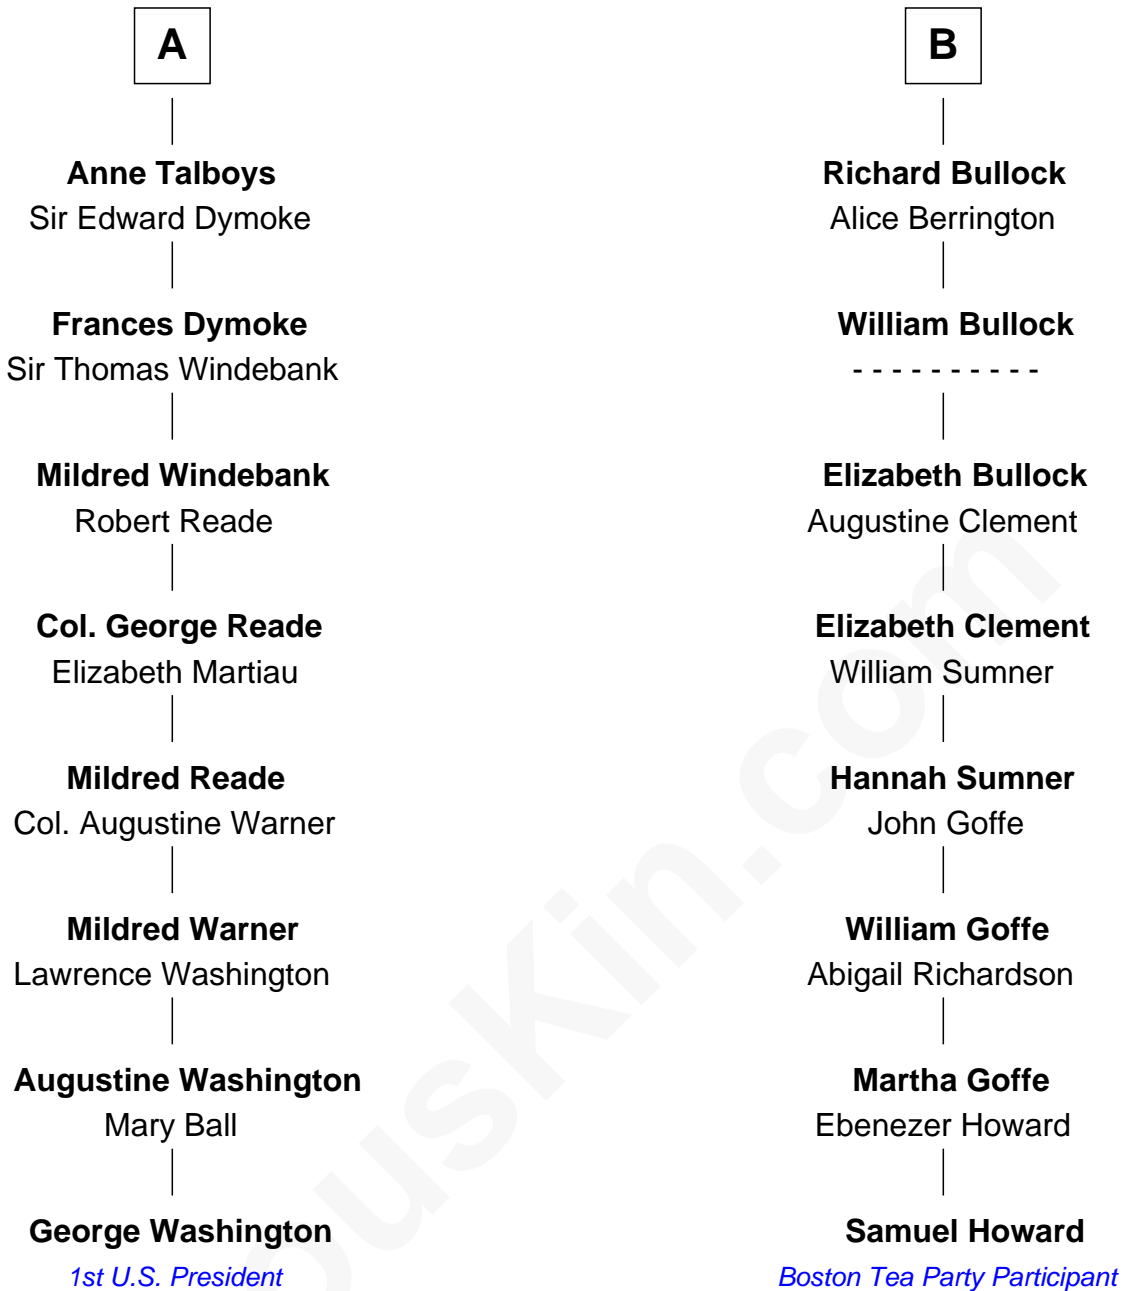 A
Anne Talboys
Sir Edward Dymoke
Frances Dymoke
Sir Thomas Windebank
Mildred Windebank
Robert Reade
Col. George Reade
Elizabeth Martiau
Mildred Reade
Col. Augustine Warner
Mildred Warner
Lawrence Washington
Augustine Washington
Mary Ball
George Washington
1st U.S. President
B
Richard Bullock
Alice Berrington
William Bullock
- - - - - - - - - -
Elizabeth Bullock
Augustine Clement
Elizabeth Clement
William Sumner
Hannah Sumner
John Goffe
William Goffe
Abigail Richardson
Martha Goffe
Ebenezer Howard
Samuel Howard
Boston Tea Party Participant
ousKin.com